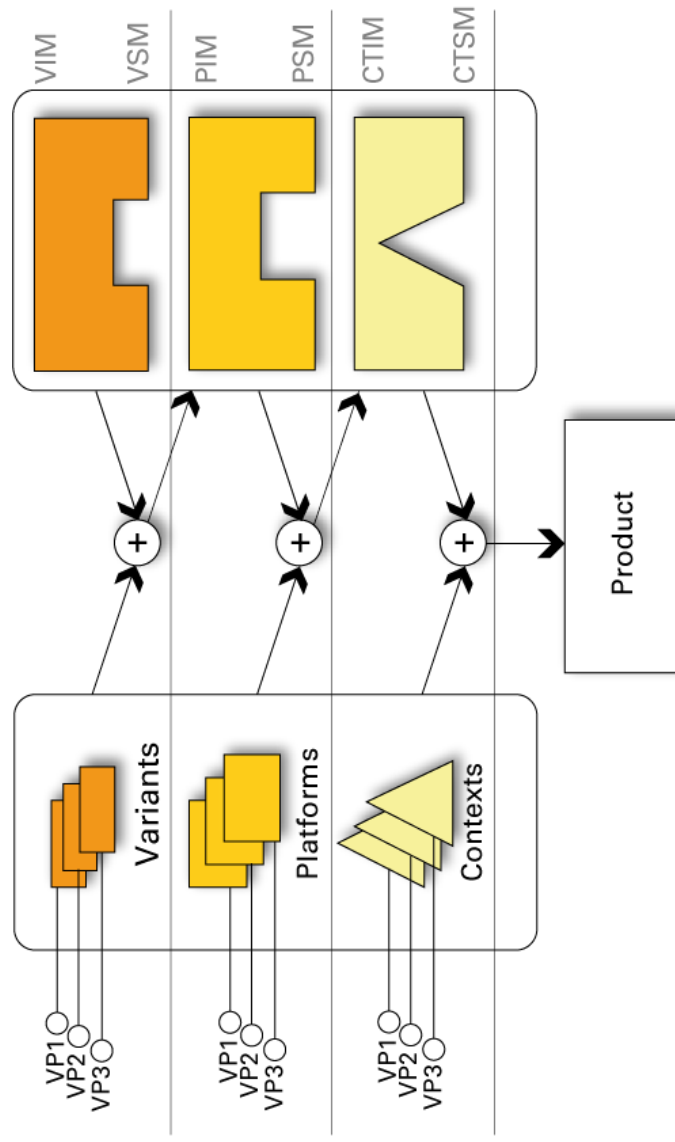 VP1
VP2
VP3
Variants
VIM
VSM
+
VP1
VP2
VP3
Platforms
PIM
PSM
+
VP1
VP2
VP3
Contexts
CTIM
CTSM
+
Product